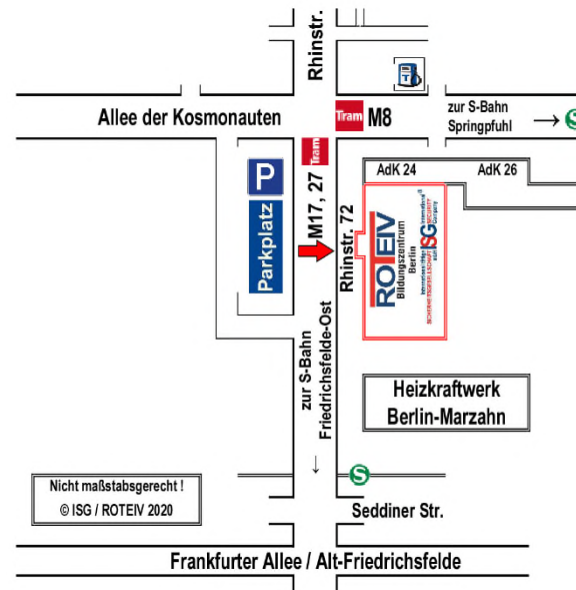 Rhinstr.
Allee der Kosmonauten
Tram M8
zur S-Bahn
Springpfuhl
→ S
Tram
M17, 27
P
Parkplatz
AdK 24
AdK 26
Rhinstr. 72
ROTEIV
Bildungszentrum
Berlin
ISG
zur S-Bahn
Friedrichsfelde-Ost
→
Heizkraftwerk
Berlin-Marzahn
S
Nicht maßstabsgerecht !
© ISG / ROTEIV 2020
Seddiner Str.
Frankfurter Allee / Alt-Friedrichsfelde